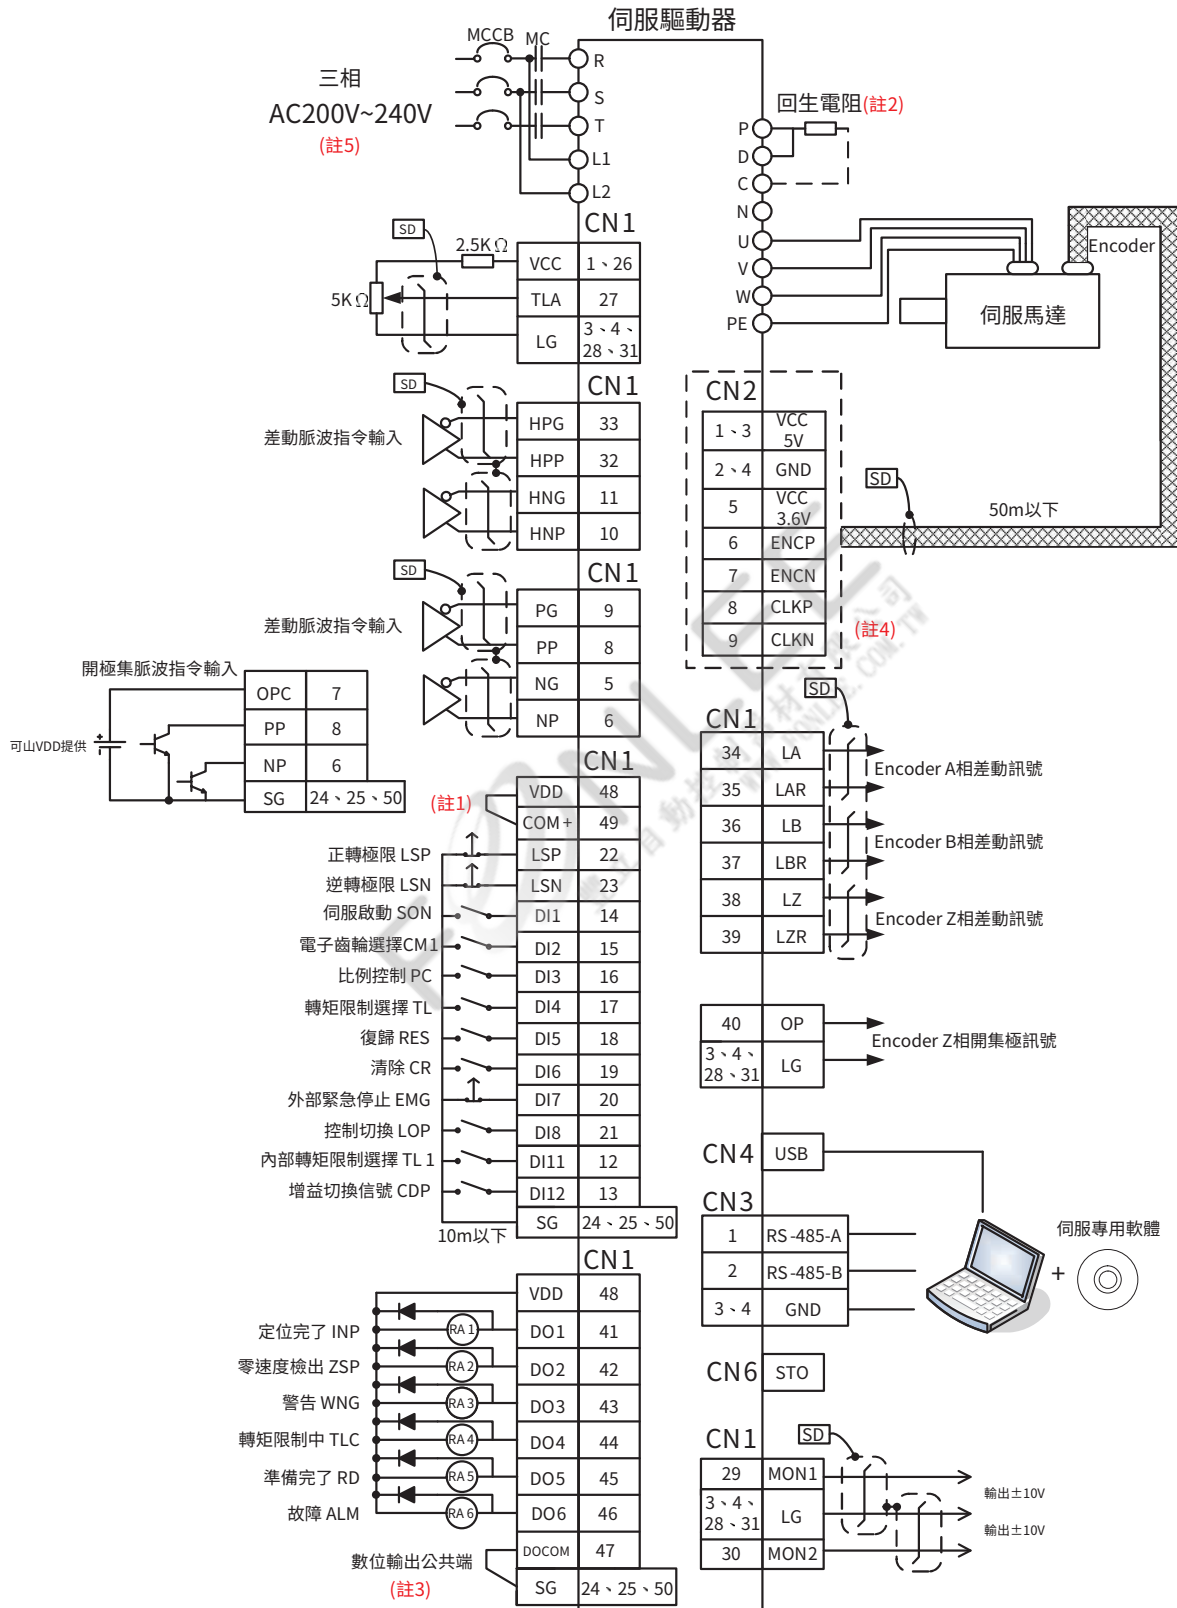 伺服驅動器
MCCB MC
R
三相
S
AC200V~240V
T
(註5)
L1
L2
回生電阻(註2)
P
D
C
N
U
V
W
PE
Encoder
伺服馬達
CN1
SD
2.5KΩ
5KΩ
VCC 1、26
TLA 27
LG 3、4、
28、31
CN1
SD
差動脈波指令輸入
HPG 33
HPP 32
HNG 11
HNP 10
CN1
SD
差動脈波指令輸入
PG 9
PP 8
NG 5
NP 6
開極集脈波指令輸入
可山VDD提供
OPC 7
PP 8
NP 6
SG 24、25、50
CN1
(註1)
VDD 48
COM+ 49
正轉極限 LSP LSP 22
逆轉極限 LSN LSN 23
伺服啟動 SON DI1 14
電子齒輪選擇CM1 DI2 15
比例控制 PC DI3 16
轉矩限制選擇 TL DI4 17
復歸 RES DI5 18
清除 CR DI6 19
外部緊急停止 EMG DI7 20
控制切換 LOP DI8 21
內部轉矩限制選擇 TL1 DI11 12
增益切換信號 CDP DI12 13
10m以下 SG 24、25、50
CN1
VDD 48
定位完了 INP RA1 DO1 41
零速度檢出 ZSP RA2 DO2 42
警告 WNG RA3 DO3 43
轉矩限制中 TLC RA4 DO4 44
準備完了 RD RA5 DO5 45
故障 ALM RA6 DO6 46
數位輸出公共端 DOCOM 47
(註3)
SG 24、25、50
CN2
1、3 VCC
5V
2、4 GND
5 VCC
3.6V
6 ENCP
7 ENCN
8 CLKP
9 CLKN
(註4)
SD
50m以下
CN1
SD
34 LA
Encoder A相差動訊號
35 LAR
36 LB
Encoder B相差動訊號
37 LBR
38 LZ
Encoder Z相差動訊號
39 LZR
40 OP
Encoder Z相開集極訊號
3、4、
28、31 LG
CN4 USB
CN3
1 RS-485-A
2 RS-485-B
3、4 GND
伺服專用軟體
+
CN6 STO
CN1
SD
29 MON1
輸出±10V
3、4、
28、31 LG
輸出±10V
30 MON2